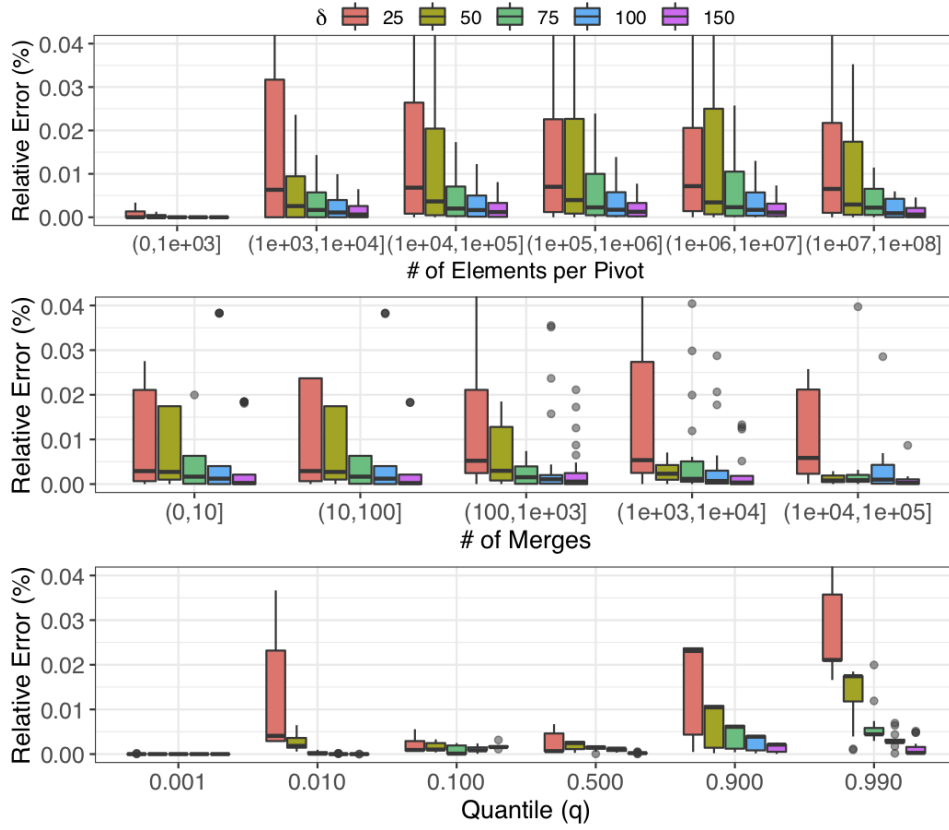 δ 25 50 75 100 150
Relative Error (%)
0.04
0.03
0.02
0.01
0.00
(0,1e+03] (1e+03,1e+04] (1e+04,1e+05] (1e+05,1e+06] (1e+06,1e+07] (1e+07,1e+08]
# of Elements per Pivot
Relative Error (%)
0.04
0.03
0.02
0.01
0.00
(0,10] (10,100] (100,1e+03] (1e+03,1e+04] (1e+04,1e+05]
# of Merges
Relative Error (%)
0.04
0.03
0.02
0.01
0.00
0.001 0.010 0.100 0.500 0.900 0.990
Quantile (q)